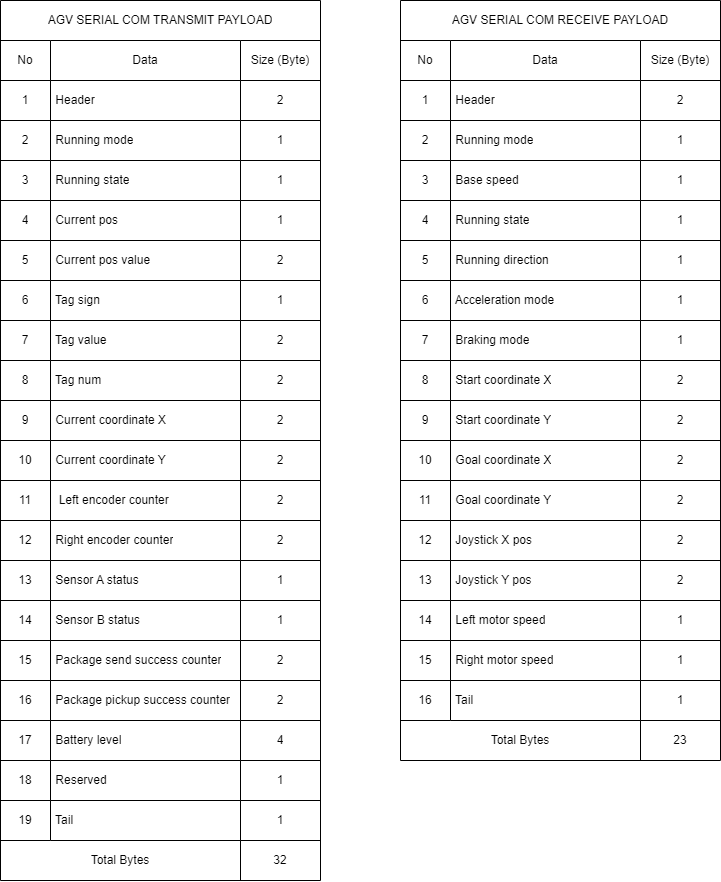 AGV SERIAL COM TRANSMIT PAYLOAD
No Data Size (Byte)
1 Header 2
2 Running mode 1
3 Running state 1
4 Current pos 1
5 Current pos value 2
6 Tag sign 1
7 Tag value 2
8 Tag num 2
9 Current coordinate X 2
10 Current coordinate Y 2
11 Left encoder counter 2
12 Right encoder counter 2
13 Sensor A status 1
14 Sensor B status 1
15 Package send success counter 2
16 Package pickup success counter 2
17 Battery level 4
18 Reserved 1
19 Tail 1
Total Bytes 32
AGV SERIAL COM RECEIVE PAYLOAD
No Data Size (Byte)
1 Header 2
2 Running mode 1
3 Base speed 1
4 Running state 1
5 Running direction 1
6 Acceleration mode 1
7 Braking mode 1
8 Start coordinate X 2
9 Start coordinate Y 2
10 Goal coordinate X 2
11 Goal coordinate Y 2
12 Joystick X pos 2
13 Joystick Y pos 2
14 Left motor speed 1
15 Right motor speed 1
16 Tail 1
Total Bytes 23